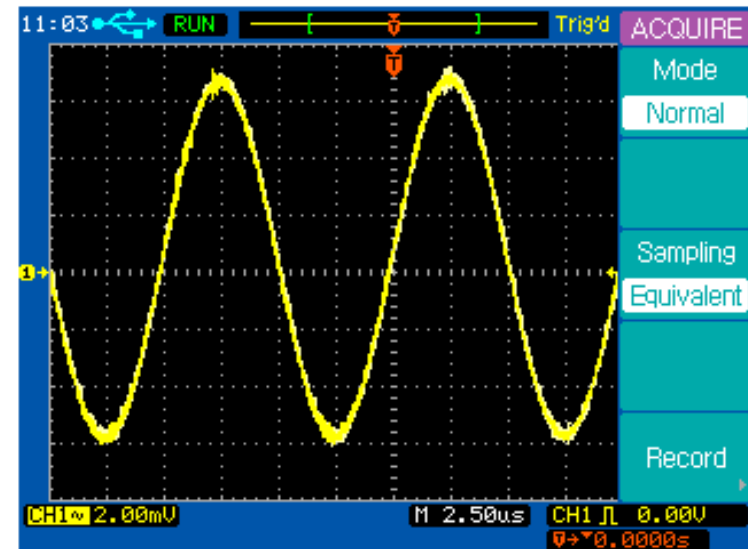 11:03 RUN T Trig'd ACQUIRE
T
Mode
Normal
Sampling
1 Equivalent
Record
CH1~ 2.00mV M 2.50us CH1 0.00V
0.0000s